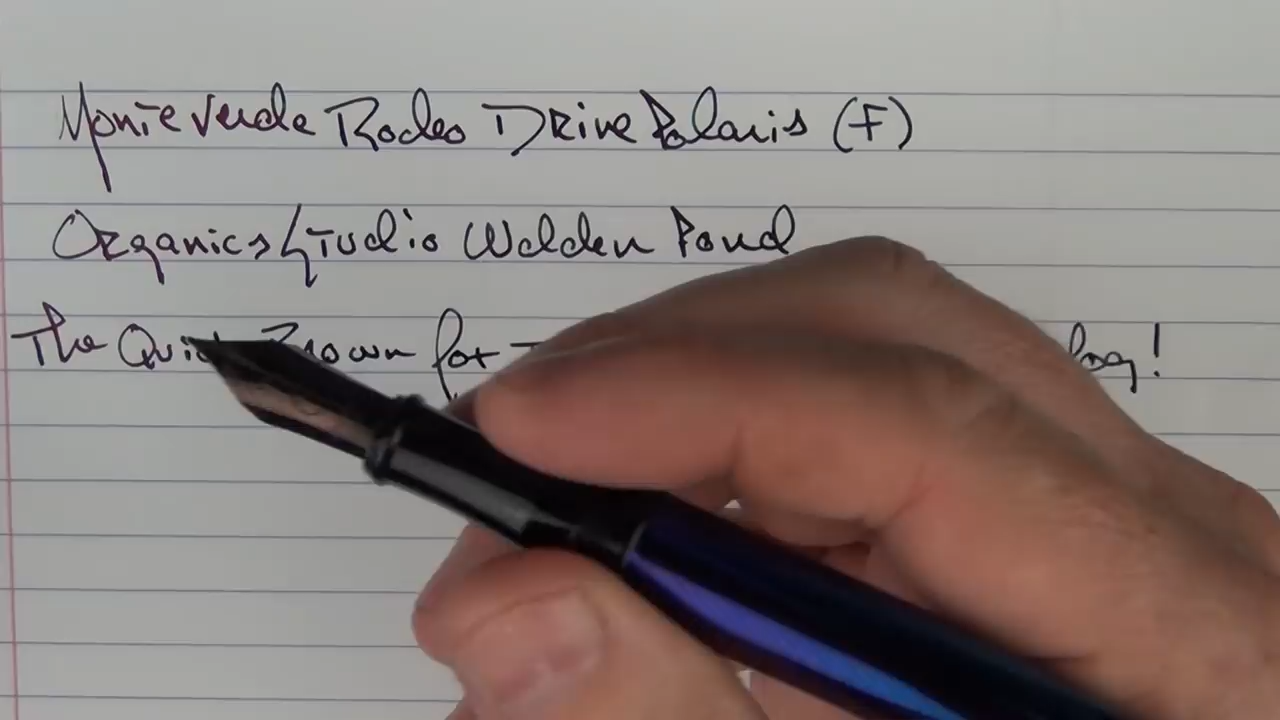 Monteverde Rodeo Drive Polaris (F)
Organics Studio Walden Pond
The Quick Brown fox